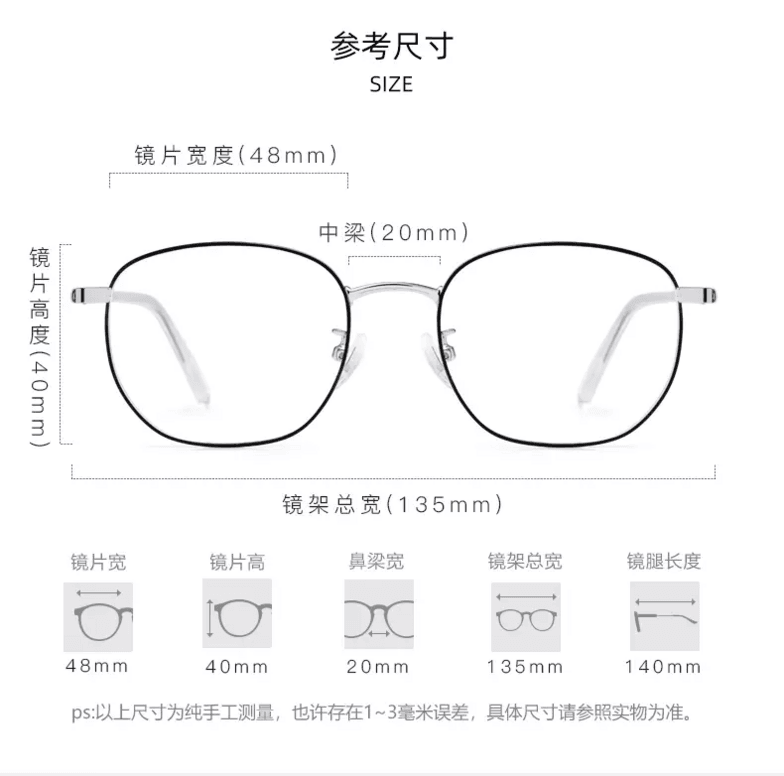 参考尺寸
SIZE
镜片宽度(48mm)
中梁(20mm)
镜片高度(40mm)
镜架总宽(135mm)
镜片宽 镜片高 鼻梁宽 镜架总宽 镜腿长度
48mm 40mm 20mm 135mm 140mm
ps:以上尺寸为纯手工测量，也许存在1~3毫米误差，具体尺寸请参照实物为准。